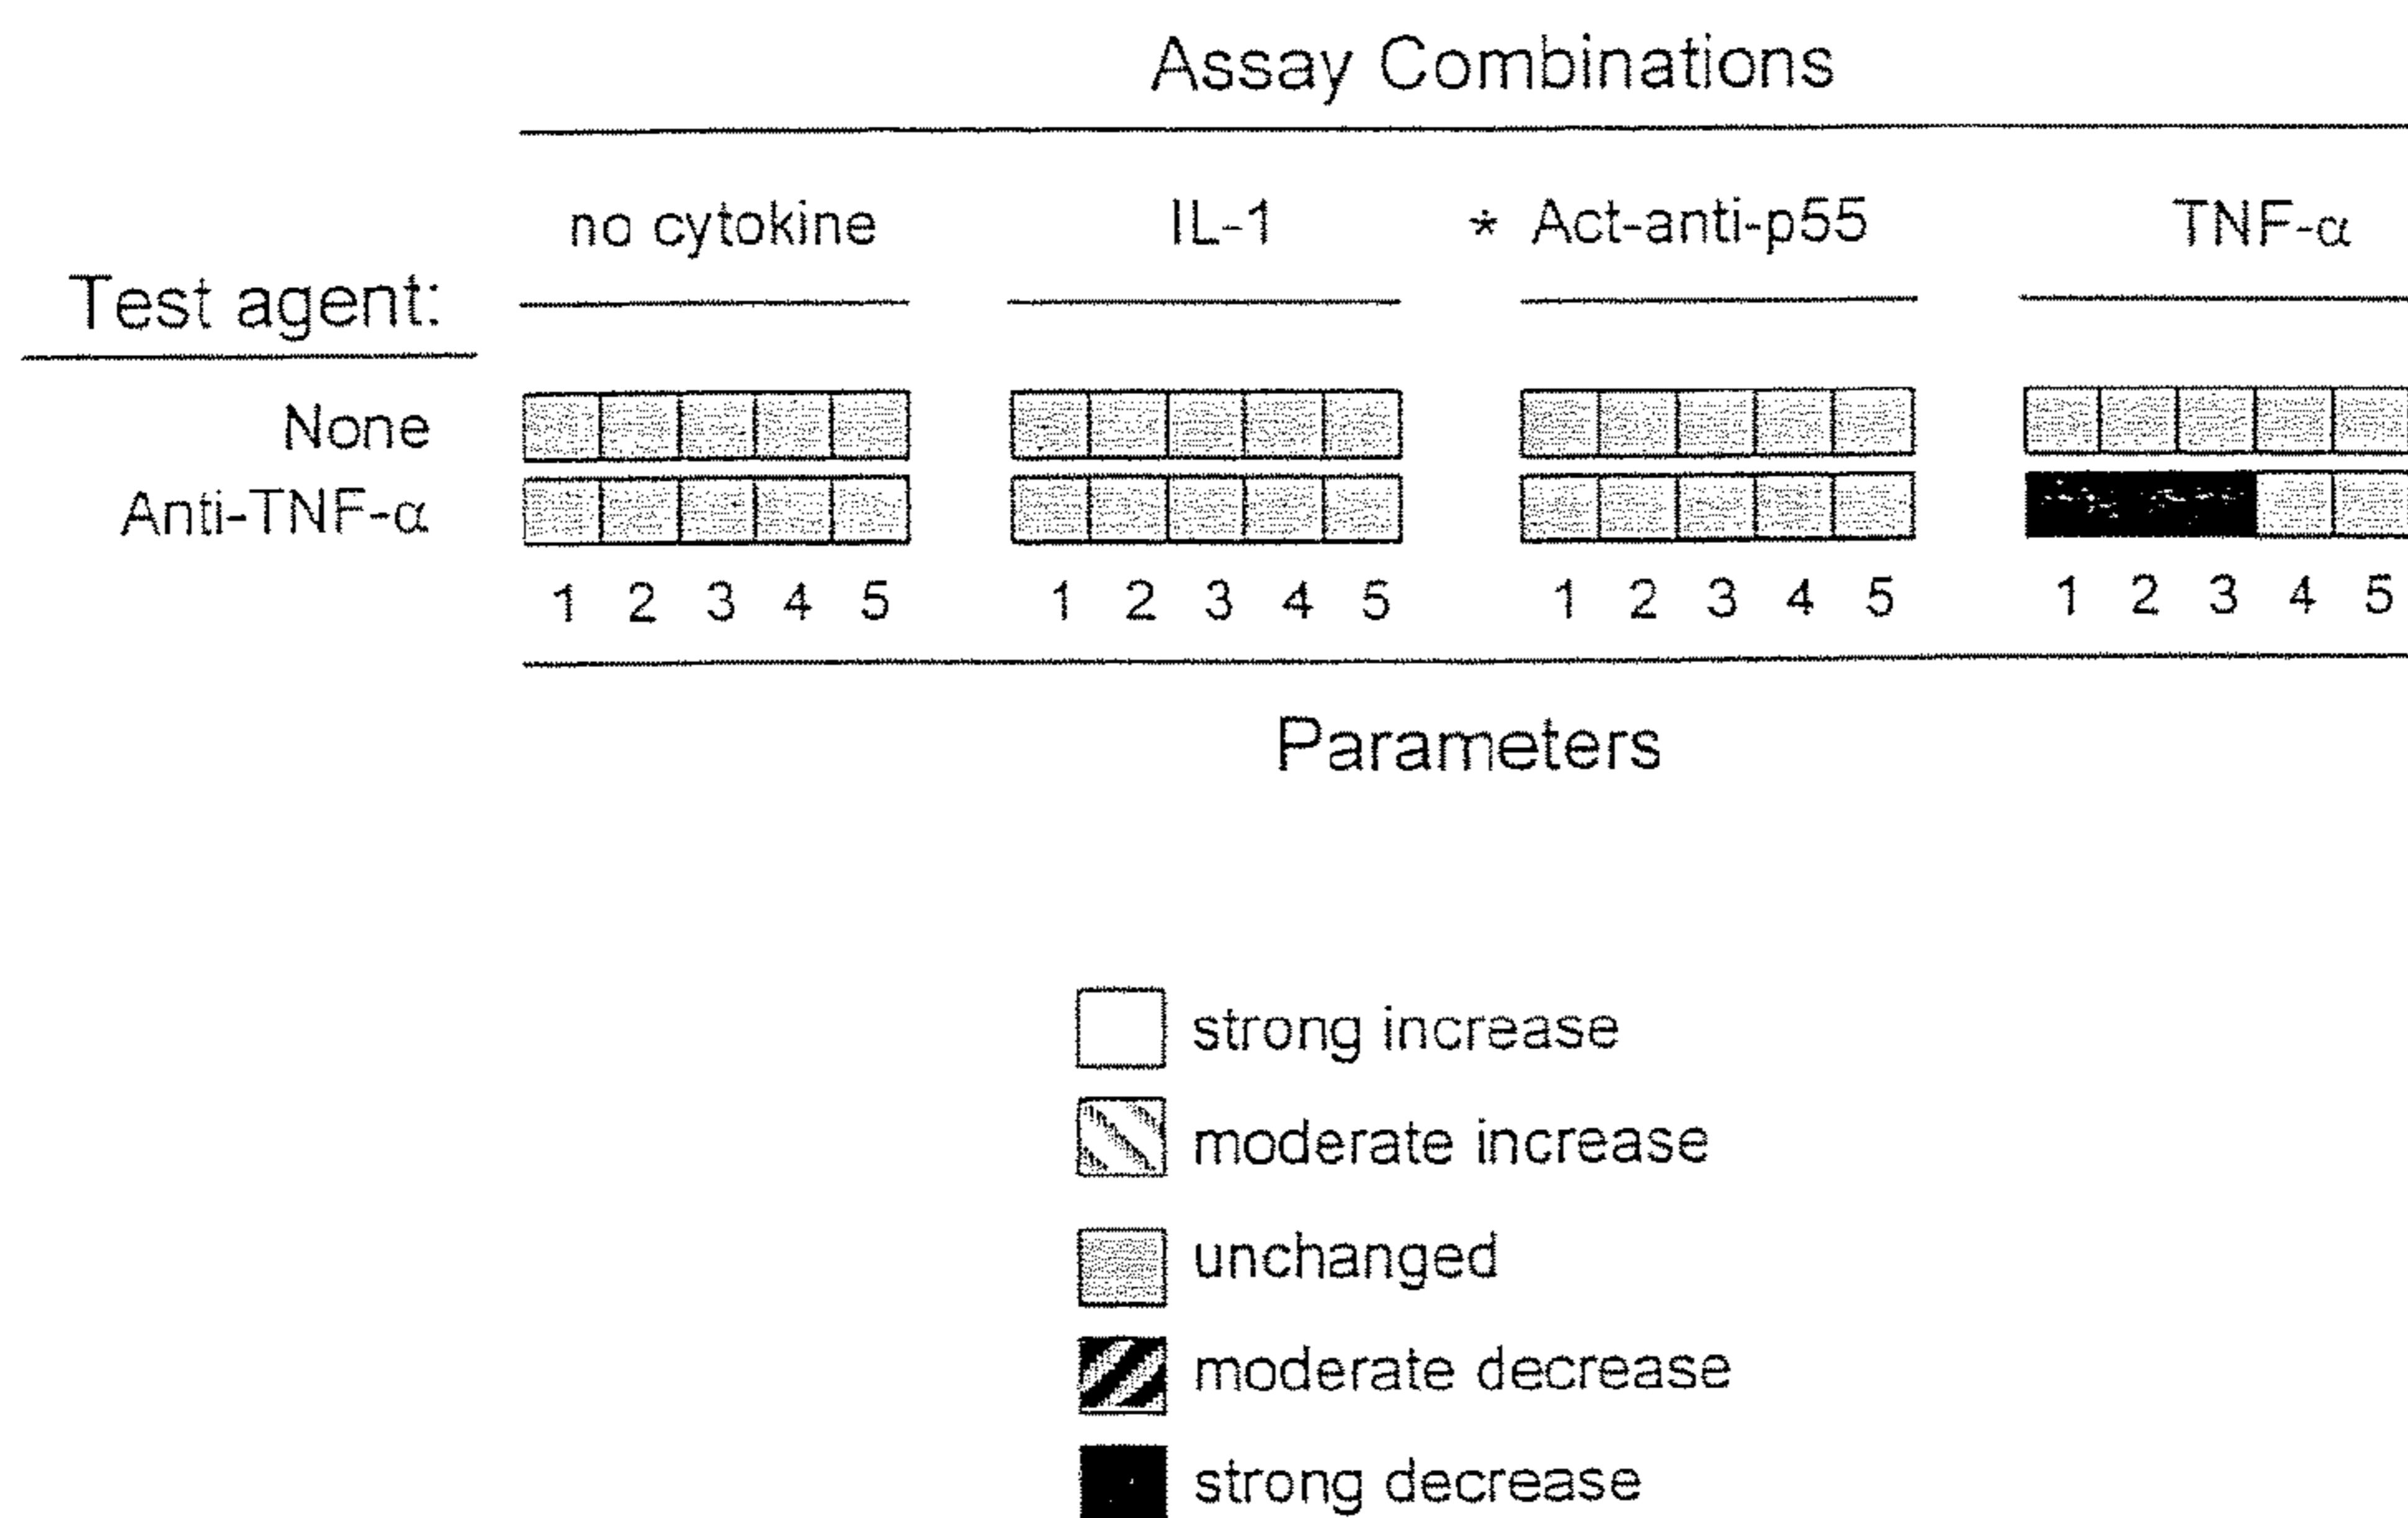 Assay Combinations
no cytokine IL-1 * Act-anti-p55 TNF-α
Test agent:
None
Anti-TNF-α
1 2 3 4 5 1 2 3 4 5 1 2 3 4 5 1 2 3 4 5
Parameters
strong increase
moderate increase
unchanged
moderate decrease
strong decrease